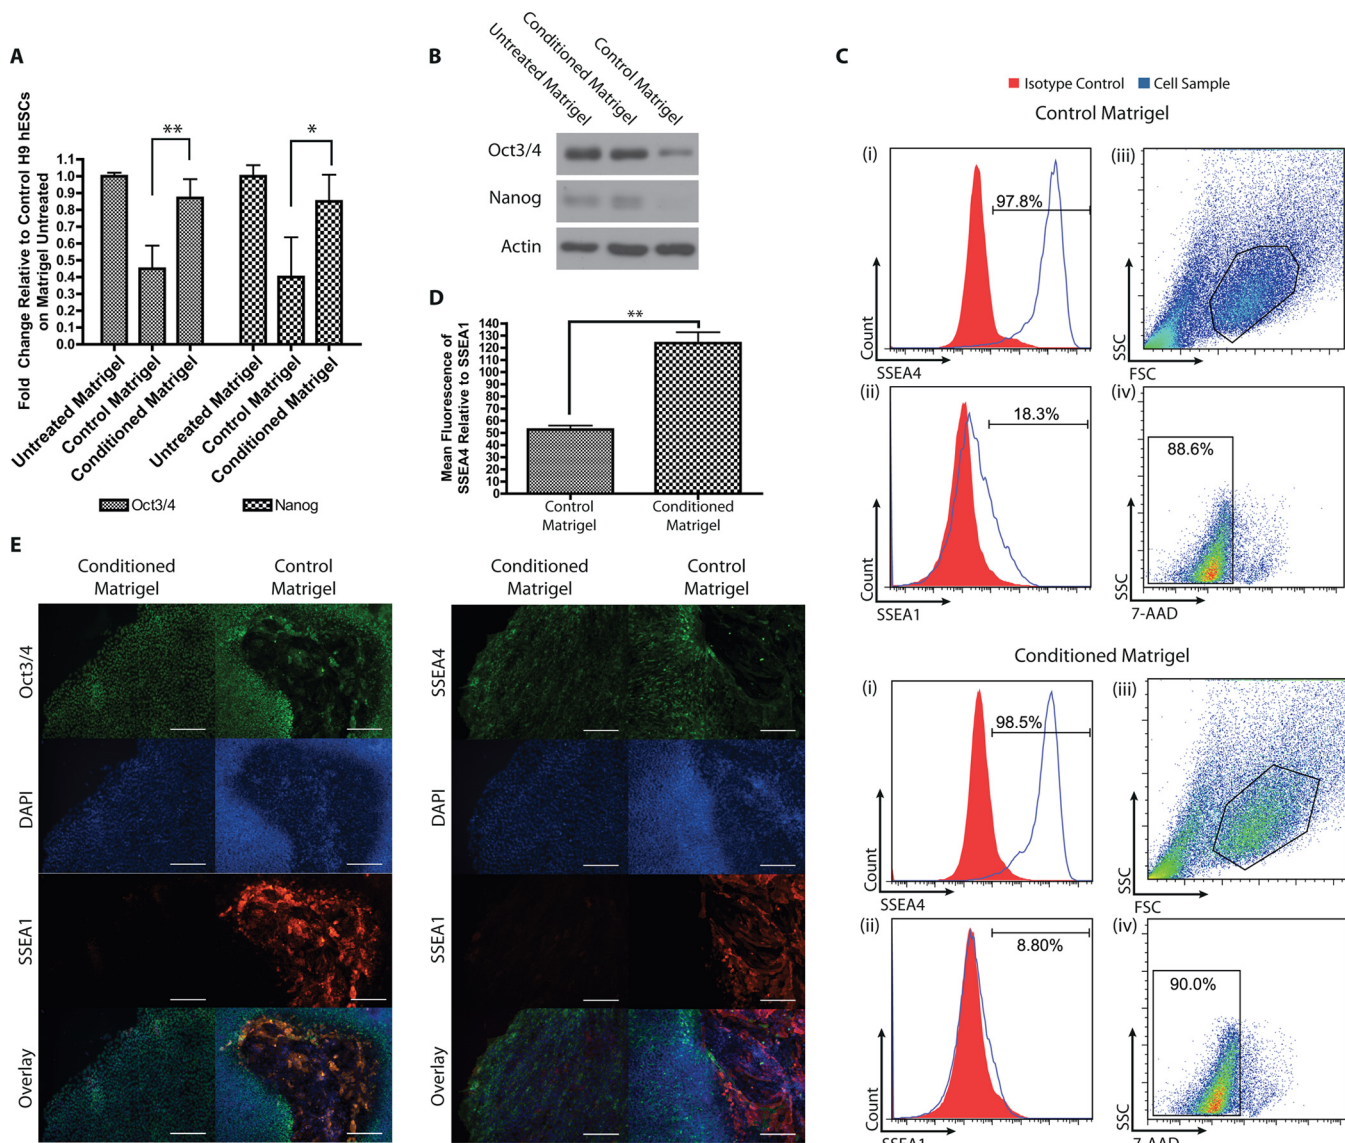 A
Fold Change Relative to Control H9 hESCs
on Matrigel Untreated
1.1
1.0
0.9
0.8
0.7
0.6
0.5
0.4
0.3
0.2
0.1
0.0
**
*
Untreated Matrigel
Control Matrigel
Conditioned Matrigel
Untreated Matrigel
Control Matrigel
Conditioned Matrigel
Oct3/4
Nanog
B
Untreated Matrigel
Conditioned Matrigel
Control Matrigel
Oct3/4
Nanog
Actin
D
Mean Fluorescence of
SSEA4 Relative to SSEA1
140
130
120
110
100
90
80
70
60
50
40
30
20
10
0
**
Control
Matrigel
Conditioned
Matrigel
C
Isotype Control
Cell Sample
Control Matrigel
(i)
97.8%
Count
SSEA4
(iii)
SSC
FSC
(ii)
18.3%
Count
SSEA1
(iv)
88.6%
SSC
7-AAD
Conditioned Matrigel
(i)
98.5%
Count
SSEA4
(iii)
SSC
FSC
(ii)
8.80%
Count
SSEA1
(iv)
90.0%
SSC
7-AAD
E
Conditioned
Matrigel
Control
Matrigel
Oct3/4
DAPI
SSEA1
Overlay
Conditioned
Matrigel
Control
Matrigel
SSEA4
DAPI
SSEA1
Overlay